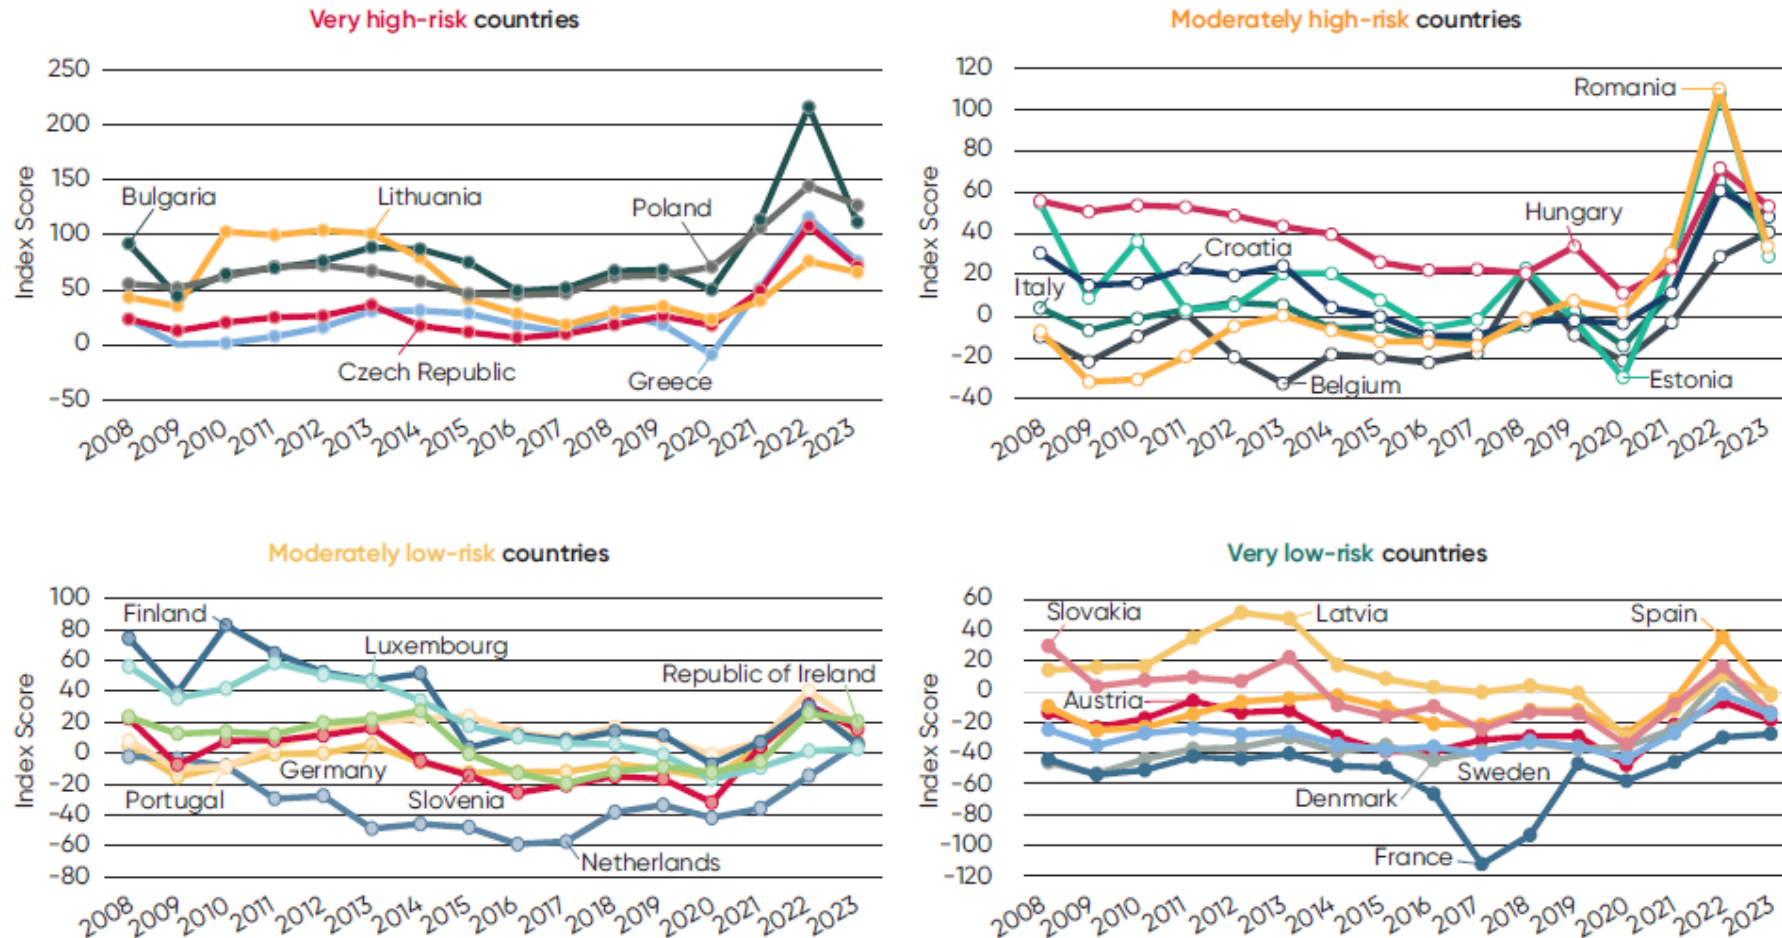 Very high-risk countries
250
200
150
100
50
0
-50
Index Score
Bulgaria
Lithuania
Poland
Czech Republic
Greece
2008 2009 2010 2011 2012 2013 2014 2015 2016 2017 2018 2019 2020 2021 2022 2023
Moderately high-risk countries
120
100
80
60
40
20
0
-20
-40
Index Score
Romania
Hungary
Croatia
Italy
Belgium
Estonia
2008 2009 2010 2011 2012 2013 2014 2015 2016 2017 2018 2019 2020 2021 2022 2023
Moderately low-risk countries
100
80
60
40
20
0
-20
-40
-60
-80
Index Score
Finland
Luxembourg
Republic of Ireland
Germany
Portugal
Slovenia
Netherlands
2008 2009 2010 2011 2012 2013 2014 2015 2016 2017 2018 2019 2020 2021 2022 2023
Very low-risk countries
60
40
20
0
-20
-40
-60
-80
-100
-120
Index Score
Slovakia
Latvia
Spain
Austria
Sweden
Denmark
France
2008 2009 2010 2011 2012 2013 2014 2015 2016 2017 2018 2019 2020 2021 2022 2023